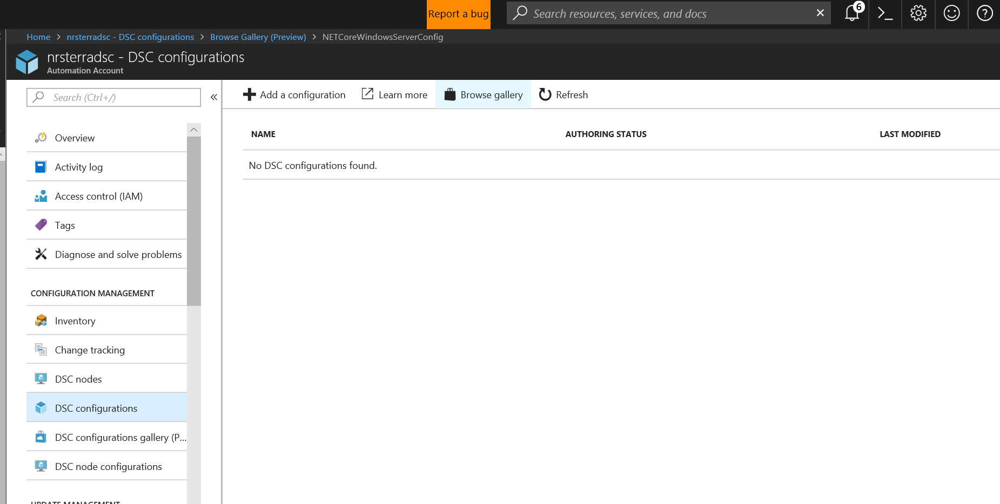 Report a bug
Search resources, services, and docs
6
Home > nrsterradsc - DSC configurations > Browse Gallery (Preview) > NETCoreWindowsServerConfig
nrsterradsc - DSC configurations
Automation Account
Search (Ctrl+/)
Add a configuration
Learn more
Browse gallery
Refresh
NAME
AUTHORING STATUS
LAST MODIFIED
No DSC configurations found.
Overview
Activity log
Access control (IAM)
Tags
Diagnose and solve problems
CONFIGURATION MANAGEMENT
Inventory
Change tracking
DSC nodes
DSC configurations
DSC configurations gallery (P...
DSC node configurations
UPDATE MANAGEMENT